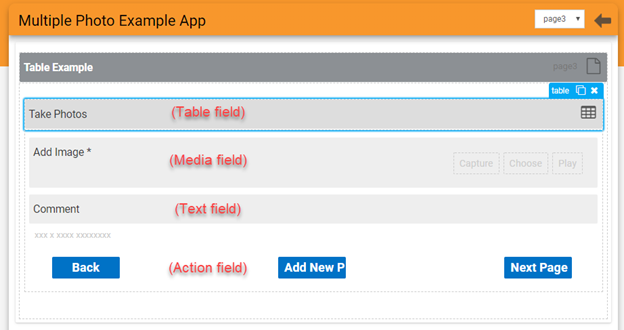 Multiple Photo Example App
page3
Table Example
page3
table
Take Photos
(Table field)
Add Image *
(Media field)
Capture
Choose
Play
Comment
(Text field)
xxx x xxxx xxxxxxxx
Back
(Action field)
Add New P
Next Page